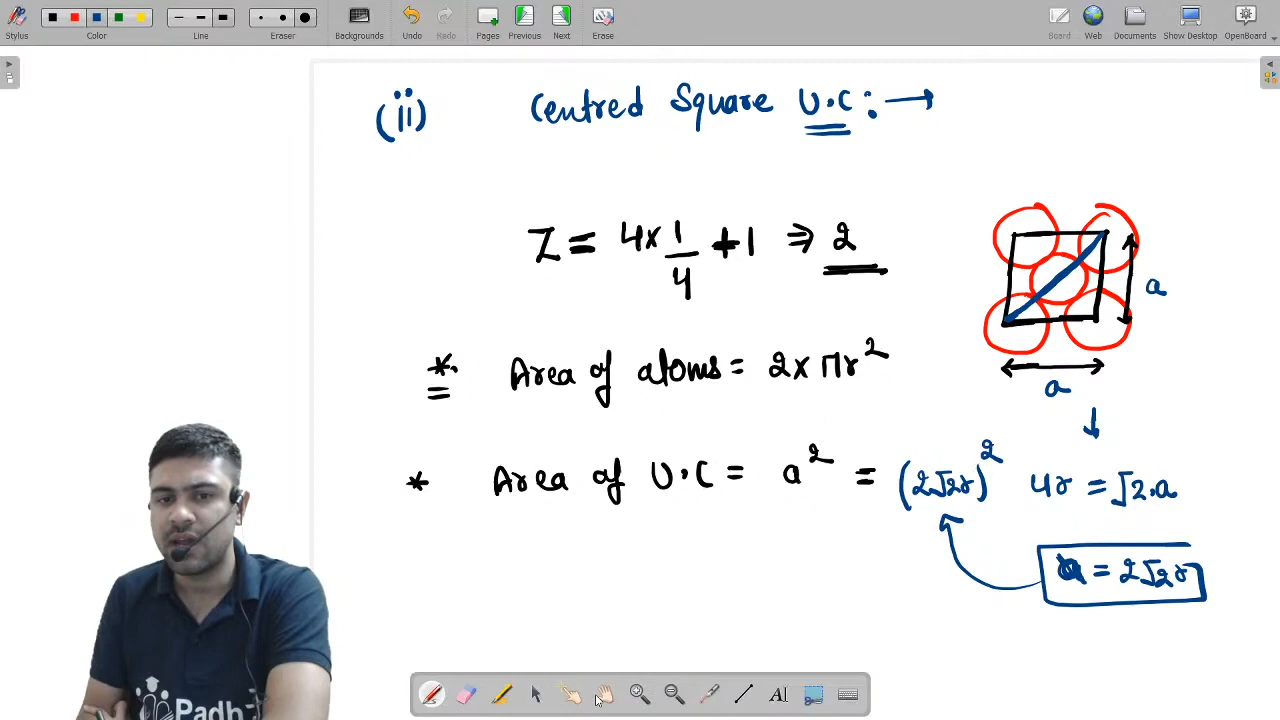 Stylus Color Line Eraser Backgrounds Undo Redo Pages Previous Next Erase Board Web Documents Show Desktop OpenBoard
(ii) Centred Square U.C :→
Z = 4 × 1/4 + 1 ⇒ 2
a
a
* Area of atoms = 2 × πr²
* Area of U.C = a² = (2√2r)²
4r = √2.a
a = 2√2r
Padh